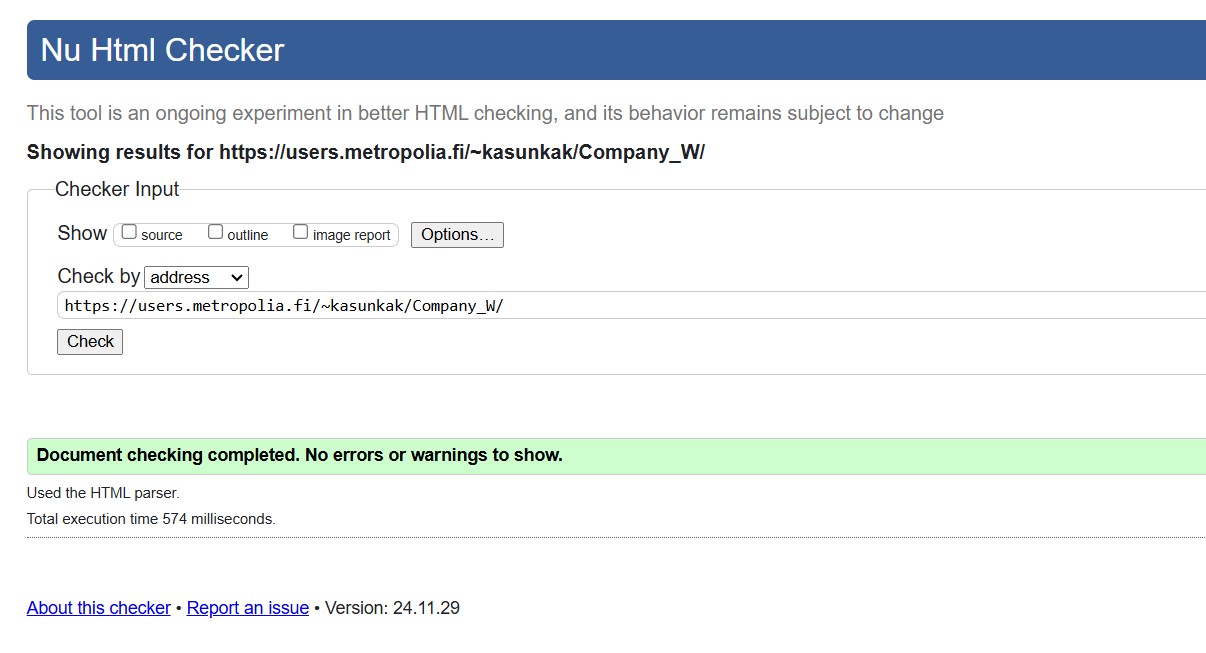 Nu Html Checker
This tool is an ongoing experiment in better HTML checking, and its behavior remains subject to change
Showing results for https://users.metropolia.fi/~kasunkak/Company_W/
Checker Input
Show source outline image report Options…
Check by address
https://users.metropolia.fi/~kasunkak/Company_W/
Check
Document checking completed. No errors or warnings to show.
Used the HTML parser.
Total execution time 574 milliseconds.
About this checker • Report an issue • Version: 24.11.29